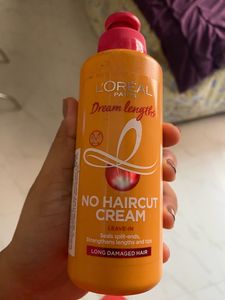 L'ORÉAL
PARIS
Dream lengths
NO HAIRCUT
CREAM
LEAVE-IN
Seals split-ends,
Strengthens lengths and tips
LONG DAMAGED HAIR